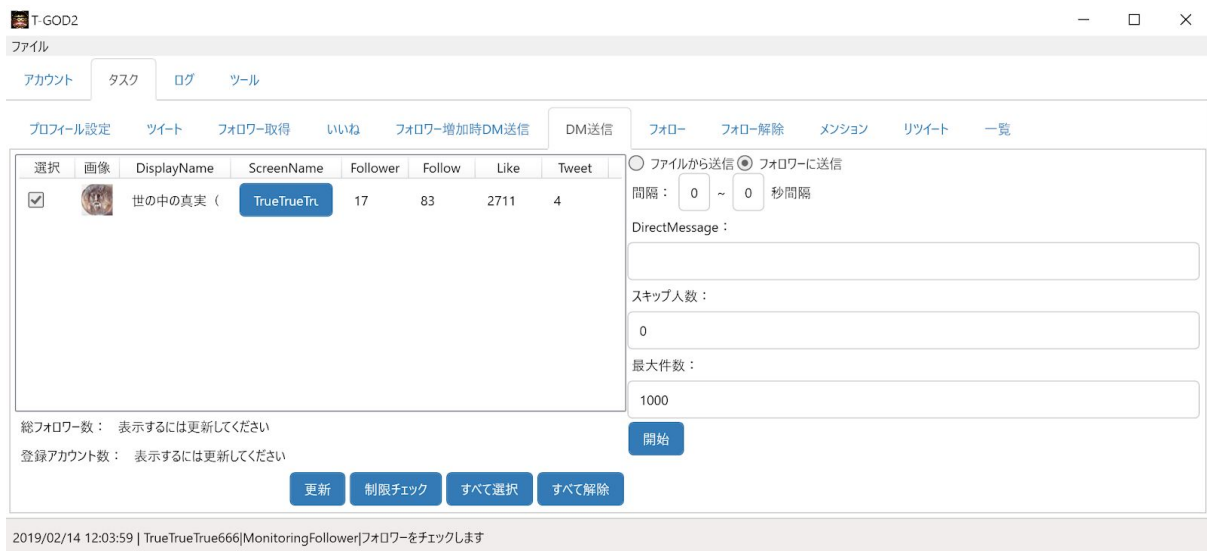 T-GOD2
ファイル
アカウント タスク ログ ツール
プロフィール設定 ツイート フォロワー取得 いいね フォロワー増加時DM送信 DM送信 フォロー フォロー解除 メンション リツイート 一覧
選択 画像 DisplayName ScreenName Follower Follow Like Tweet
世の中の真実( TrueTrueTru 17 83 2711 4
ファイルから送信 フォロワーに送信
間隔: 0 ~ 0 秒間隔
DirectMessage:
スキップ人数:
0
最大件数:
1000
開始
総フォロワー数: 表示するには更新してください
登録アカウント数: 表示するには更新してください
更新 制限チェック すべて選択 すべて解除
2019/02/14 12:03:59 | TrueTrueTrue666|MonitoringFollower|フォロワーをチェックします